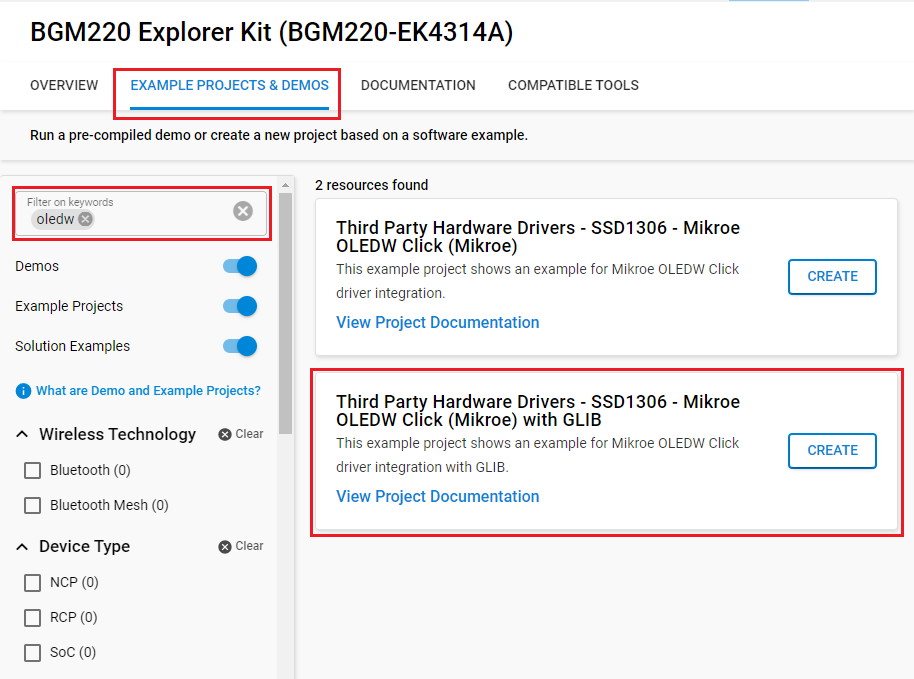 BGM220 Explorer Kit (BGM220-EK4314A)
OVERVIEW EXAMPLE PROJECTS & DEMOS DOCUMENTATION COMPATIBLE TOOLS
Run a pre-compiled demo or create a new project based on a software example.
Filter on keywords
oledw
Demos
Example Projects
Solution Examples
What are Demo and Example Projects?
Wireless Technology Clear
Bluetooth (0)
Bluetooth Mesh (0)
Device Type Clear
NCP (0)
RCP (0)
SoC (0)
2 resources found
Third Party Hardware Drivers - SSD1306 - Mikroe
OLEDW Click (Mikroe)
This example project shows an example for Mikroe OLEDW Click
driver integration.
View Project Documentation
CREATE
Third Party Hardware Drivers - SSD1306 - Mikroe
OLEDW Click (Mikroe) with GLIB
This example project shows an example for Mikroe OLEDW Click
driver integration with GLIB.
View Project Documentation
CREATE